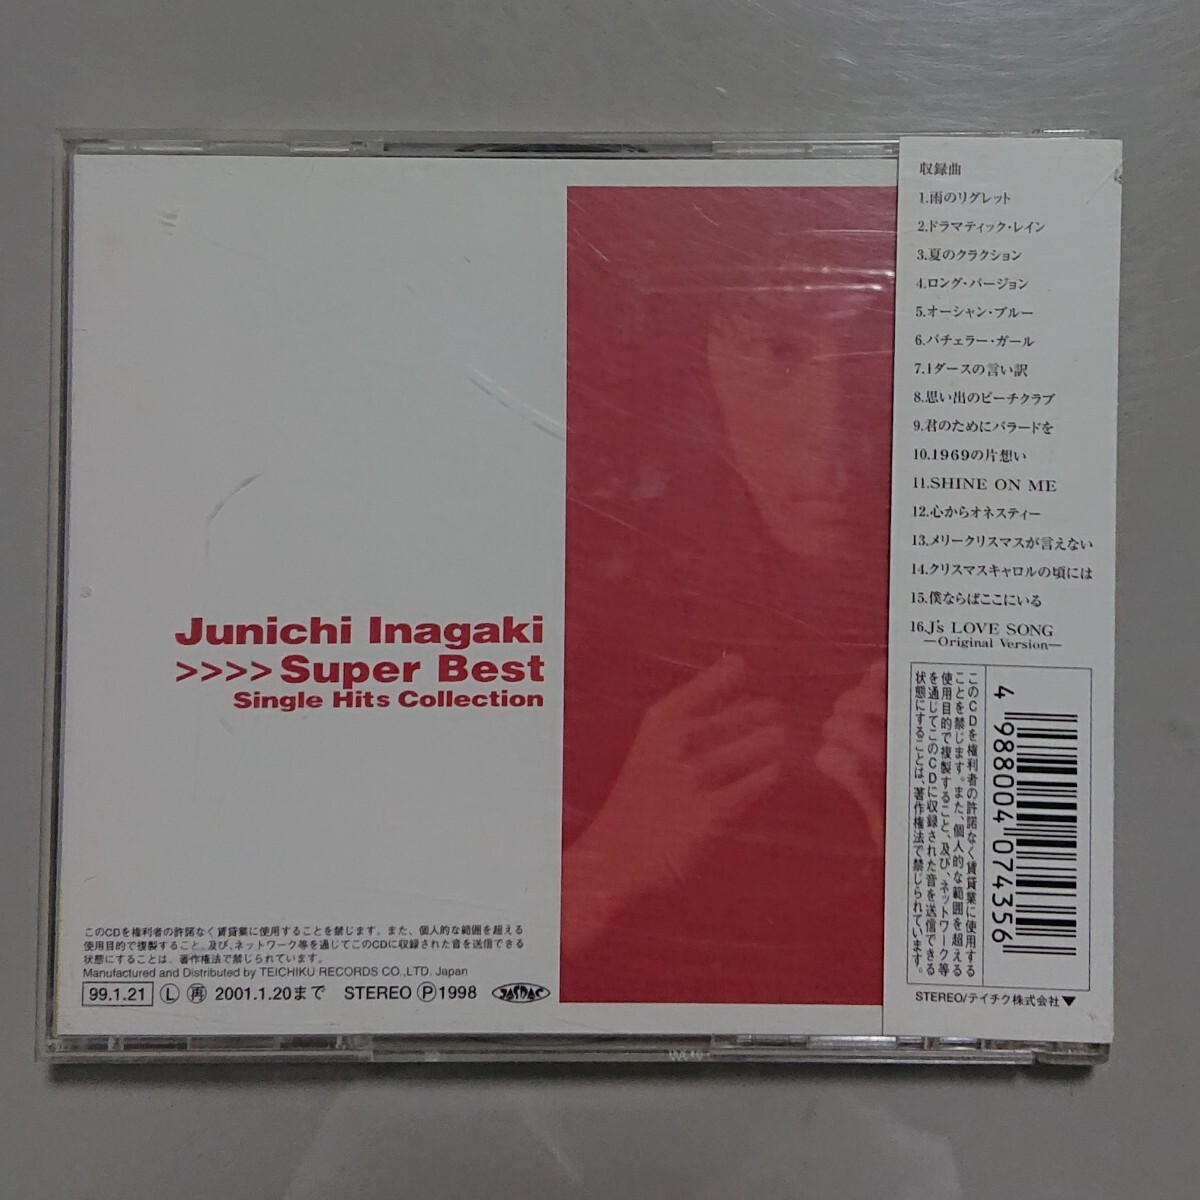 Junichi Inagaki
>>>>Super Best
Single Hits Collection
このCDを権利者の許諾なく賃貸業に使用することを禁じます。また、個人的な範囲を超える
使用目的で複製すること、及び、ネットワーク等を通じてこのCDに収録された音を送信できる
状態にすることは、著作権法で禁じられています。
Manufactured and Distributed by TEICHIKU RECORDS CO.,LTD. Japan
99.1.21 Ⓛ 再 2001.1.20まで STEREO Ⓟ1998 JASRAC
収録曲
1.雨のリグレット
2.ドラマティック・レイン
3.夏のクラクション
4.ロング・バージョン
5.オーシャン・ブルー
6.バチェラー・ガール
7.1ダースの言い訳
8.思い出のビーチクラブ
9.君のためにバラードを
10.1969の片想い
11.SHINE ON ME
12.心からオネスティー
13.メリークリスマスが言えない
14.クリスマスキャロルの頃には
15.僕ならばここにいる
16.J's LOVE SONG
—Original Version—
このCDを権利者の許諾なく賃貸業に使用する
ことを禁じます。また、個人的な範囲を超える
使用目的で複製すること、及び、ネットワーク等
を通じてこのCDに収録された音を送信できる
状態にすることは、著作権法で禁じられています。
4 988004 074356
STEREO/テイチク株式会社▼